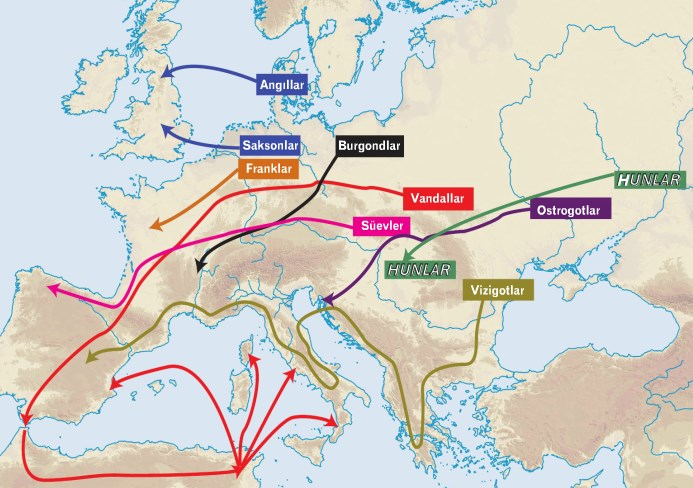 Angıllar
Saksonlar
Burgondlar
Franklar
HUNLAR
Vandallar
Ostrogotlar
Süevler
HUNLAR
Vizigotlar